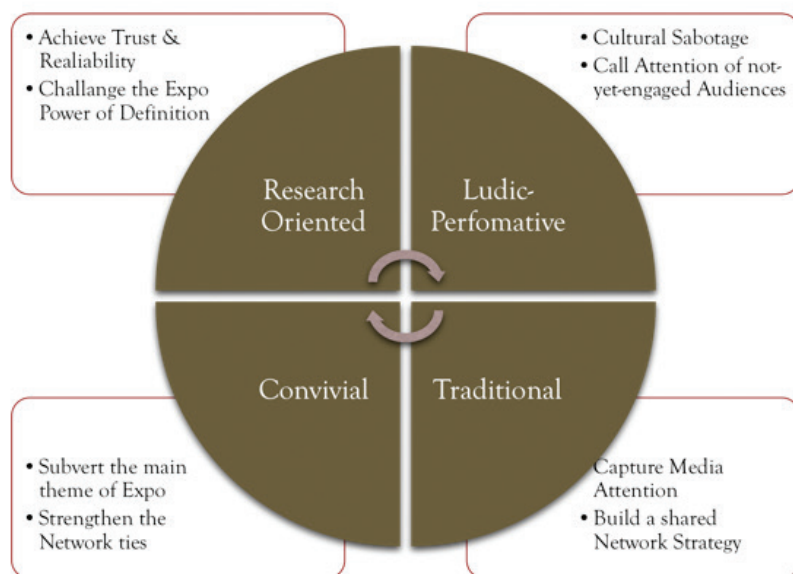 • Achieve Trust &
Realiability
• Challange the Expo
Power of Definition
• Cultural Sabotage
• Call Attention of not-
yet-engaged Audiences
Research
Oriented
Ludic-
Perfomative
Convivial
Traditional
• Subvert the main
theme of Expo
• Strengthen the
Network ties
Capture Media
Attention
• Build a shared
Network Strategy